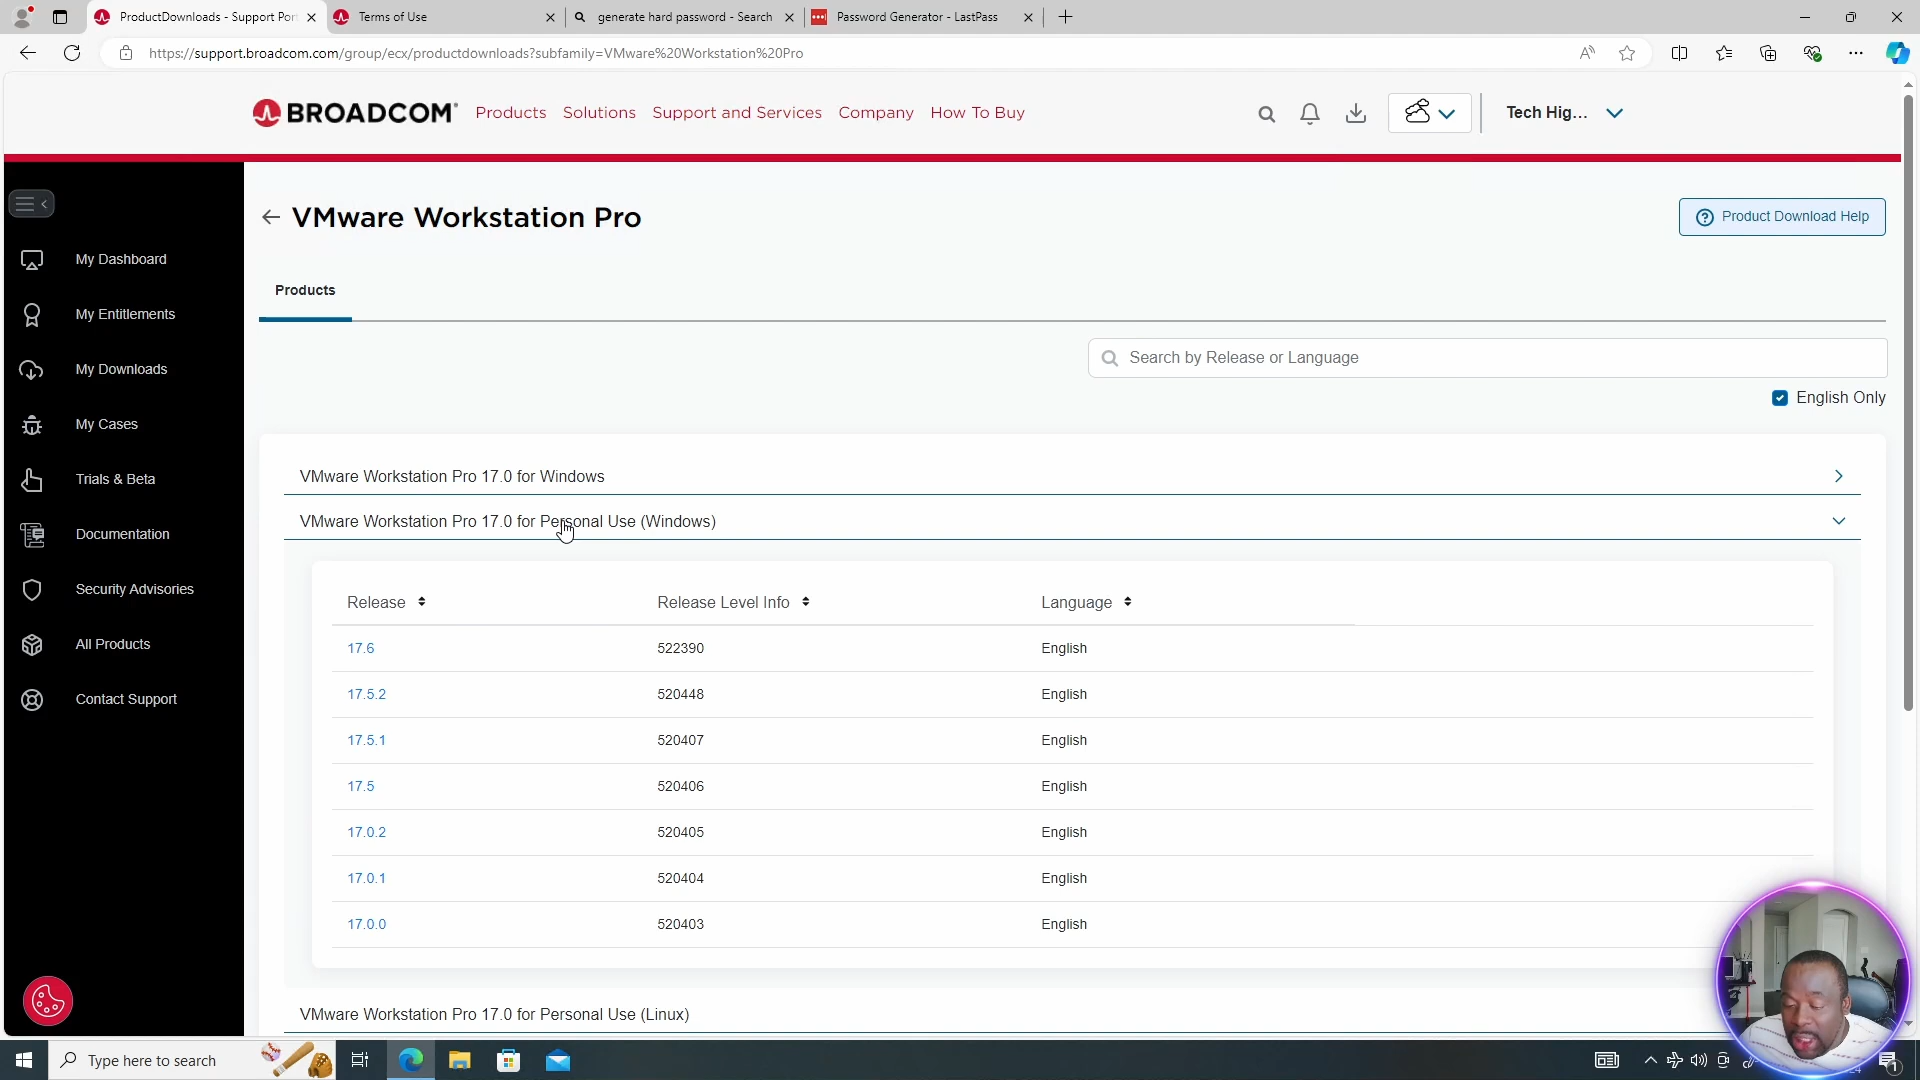 ProductDownloads - Support Por
Terms of Use
generate hard password - Search
Password Generator - LastPass
https://support.broadcom.com/group/ecx/productdownloads?subfamily=VMware%20Workstation%20Pro
BROADCOM
Products
Solutions
Support and Services
Company
How To Buy
Tech Hig...
My Dashboard
My Entitlements
My Downloads
My Cases
Trials & Beta
Documentation
Security Advisories
All Products
Contact Support
VMware Workstation Pro
Product Download Help
Products
Search by Release or Language
English Only
VMware Workstation Pro 17.0 for Windows
VMware Workstation Pro 17.0 for Personal Use (Windows)
Release Release Level Info Language
17.6 522390 English
17.5.2 520448 English
17.5.1 520407 English
17.5 520406 English
17.0.2 520405 English
17.0.1 520404 English
17.0.0 520403 English
VMware Workstation Pro 17.0 for Personal Use (Linux)
Type here to search
1